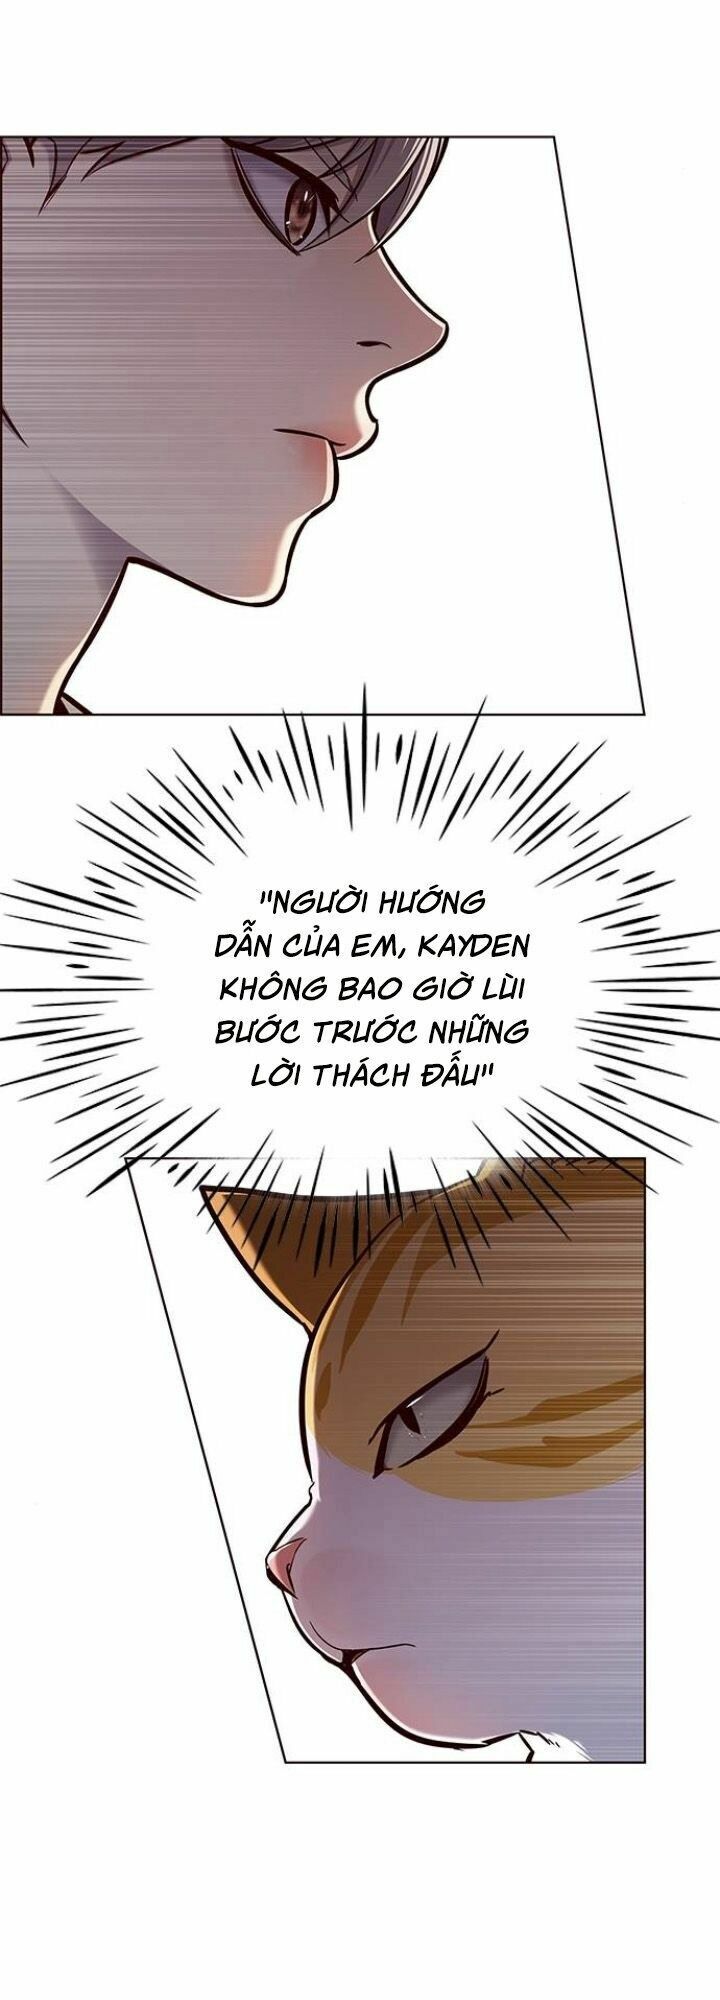 "NGƯỜI HƯỚNG
DẪN CỦA EM, KAYDEN
KHÔNG BAO GIỜ LÙI
BƯỚC TRƯỚC NHỮNG
LỜI THÁCH ĐẤU"